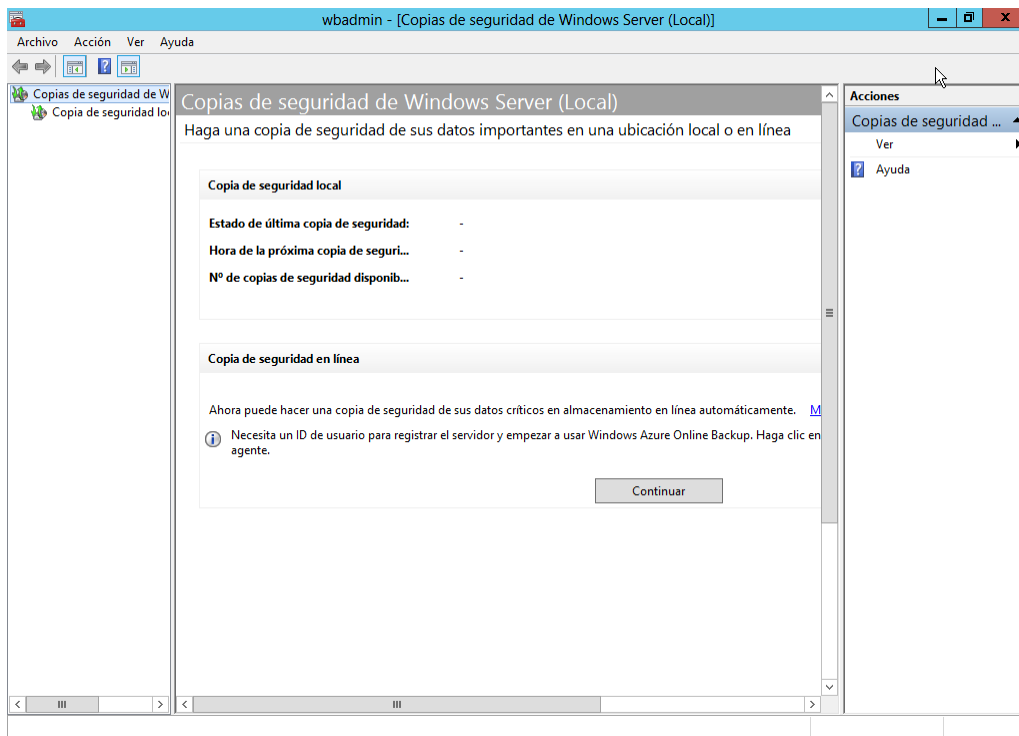 wbadmin - [Copias de seguridad de Windows Server (Local)]
Archivo Acción Ver Ayuda
Copias de seguridad de W
Copia de seguridad lo
Copias de seguridad de Windows Server (Local)
Haga una copia de seguridad de sus datos importantes en una ubicación local o en línea
Copia de seguridad local
Estado de última copia de seguridad: -
Hora de la próxima copia de seguri... -
Nº de copias de seguridad disponib... -
Copia de seguridad en línea
Ahora puede hacer una copia de seguridad de sus datos críticos en almacenamiento en línea automáticamente. M
Necesita un ID de usuario para registrar el servidor y empezar a usar Windows Azure Online Backup. Haga clic en
agente.
Continuar
Acciones
Copias de seguridad ...
Ver
Ayuda